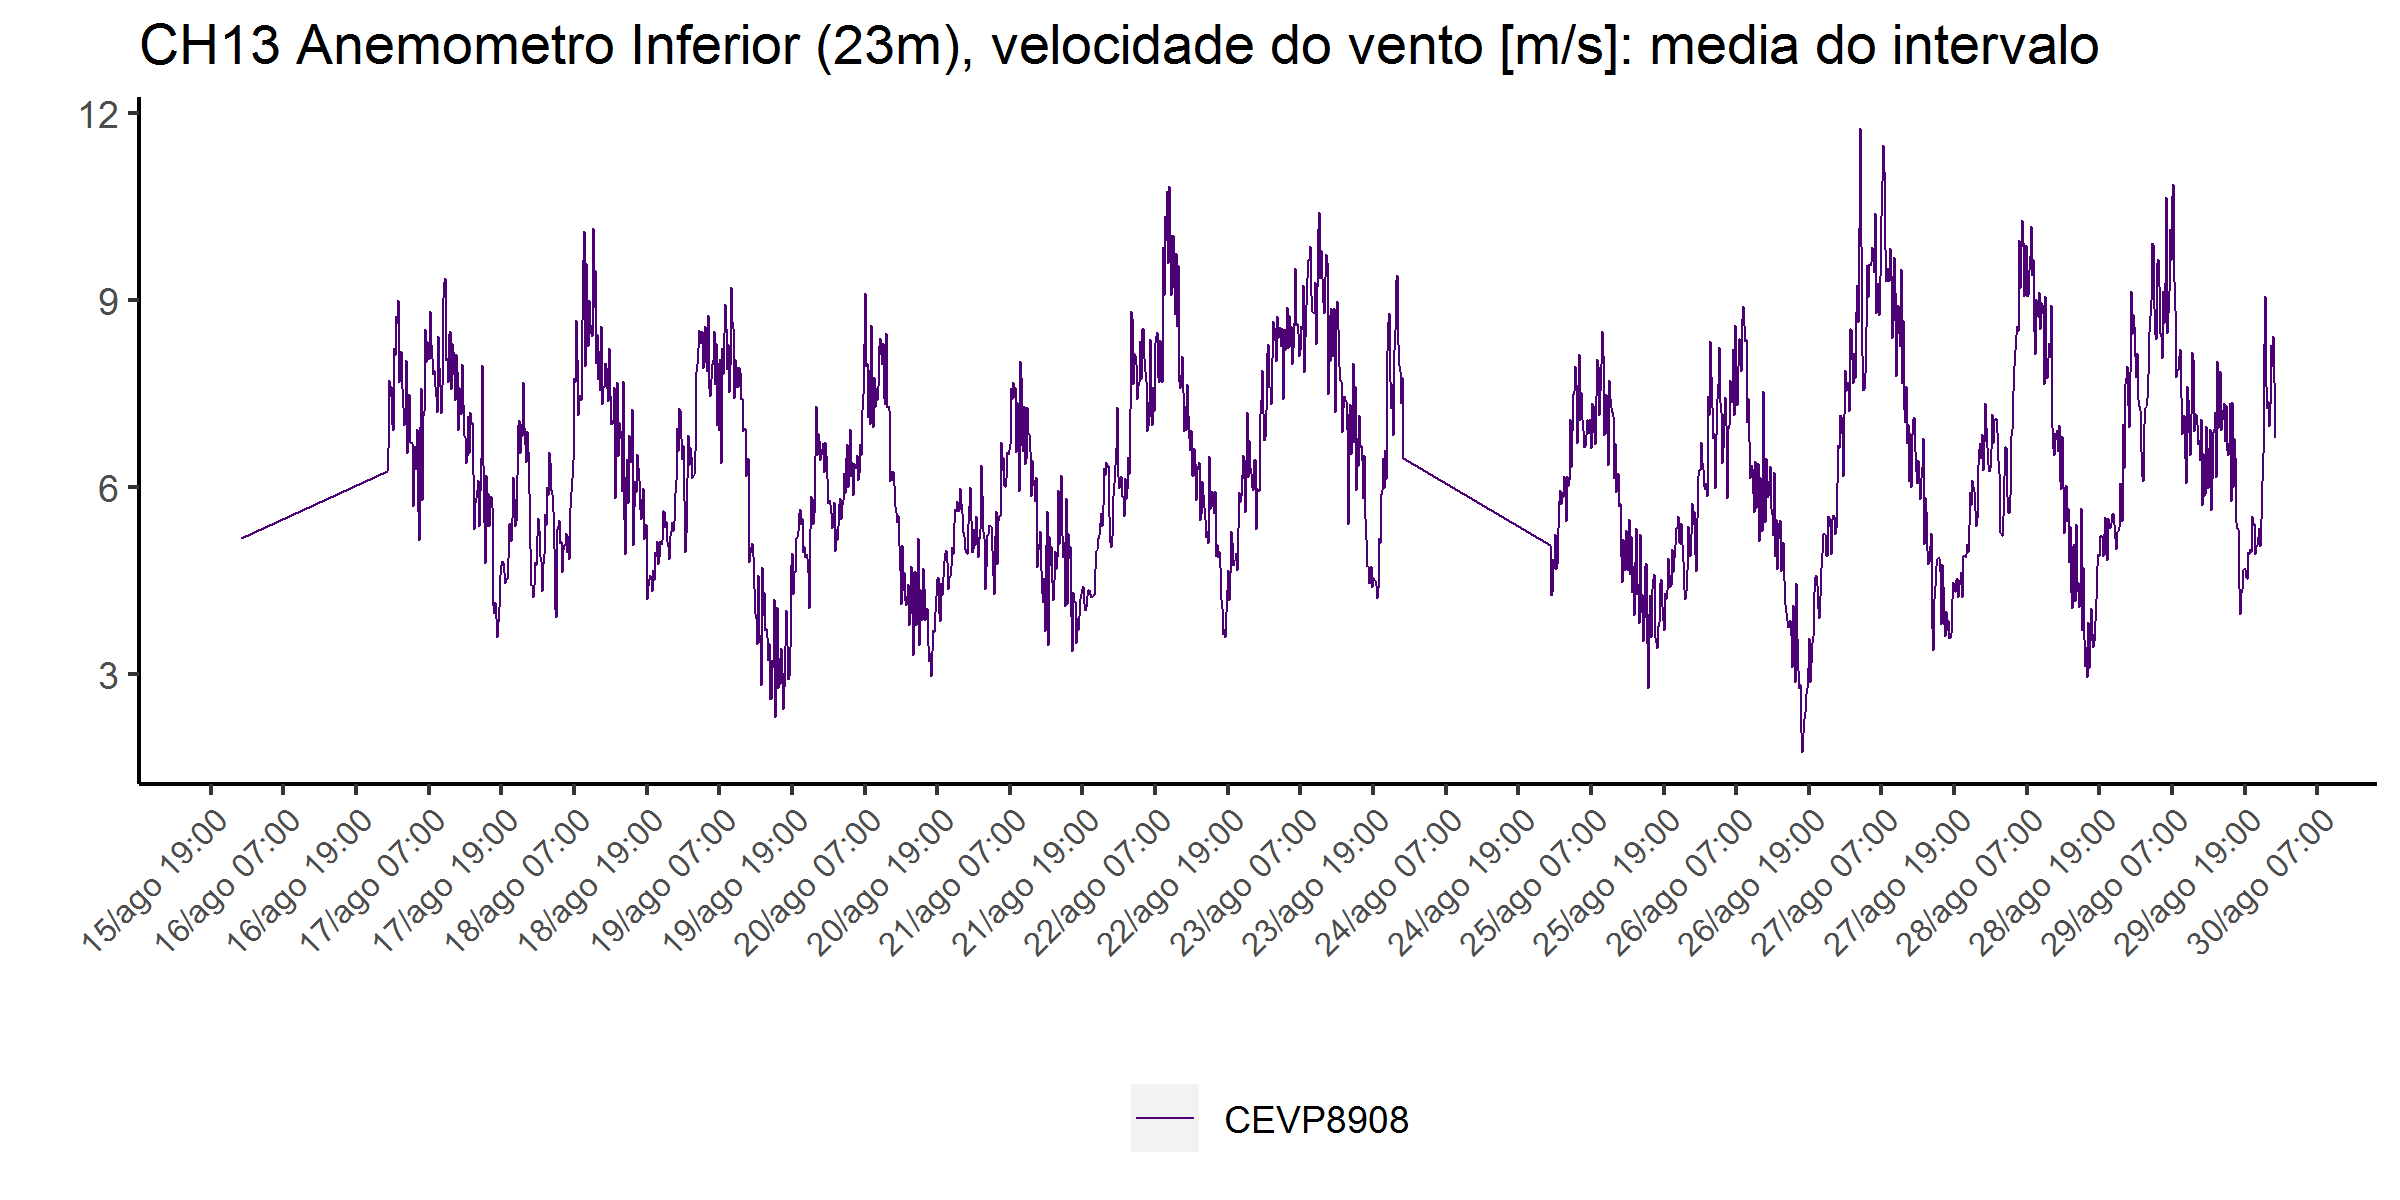 CH13 Anemometro Inferior (23m), velocidade do vento [m/s]: media do intervalo
12
9
6
3
15/ago 19:00
16/ago 07:00
16/ago 19:00
17/ago 07:00
17/ago 19:00
18/ago 07:00
18/ago 19:00
19/ago 07:00
19/ago 19:00
20/ago 07:00
20/ago 19:00
21/ago 07:00
21/ago 19:00
22/ago 07:00
22/ago 19:00
23/ago 07:00
23/ago 19:00
24/ago 07:00
24/ago 19:00
25/ago 07:00
25/ago 19:00
26/ago 07:00
26/ago 19:00
27/ago 07:00
27/ago 19:00
28/ago 07:00
28/ago 19:00
29/ago 07:00
29/ago 19:00
30/ago 07:00
CEVP8908